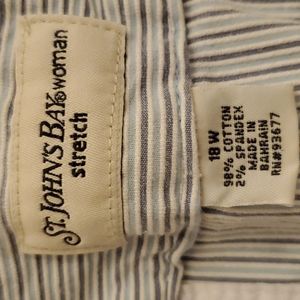 ST. JOHN'S BAY® woman
stretch
18 W
98% COTTON
2% SPANDEX
MADE IN
BAHRAIN
RN#93677